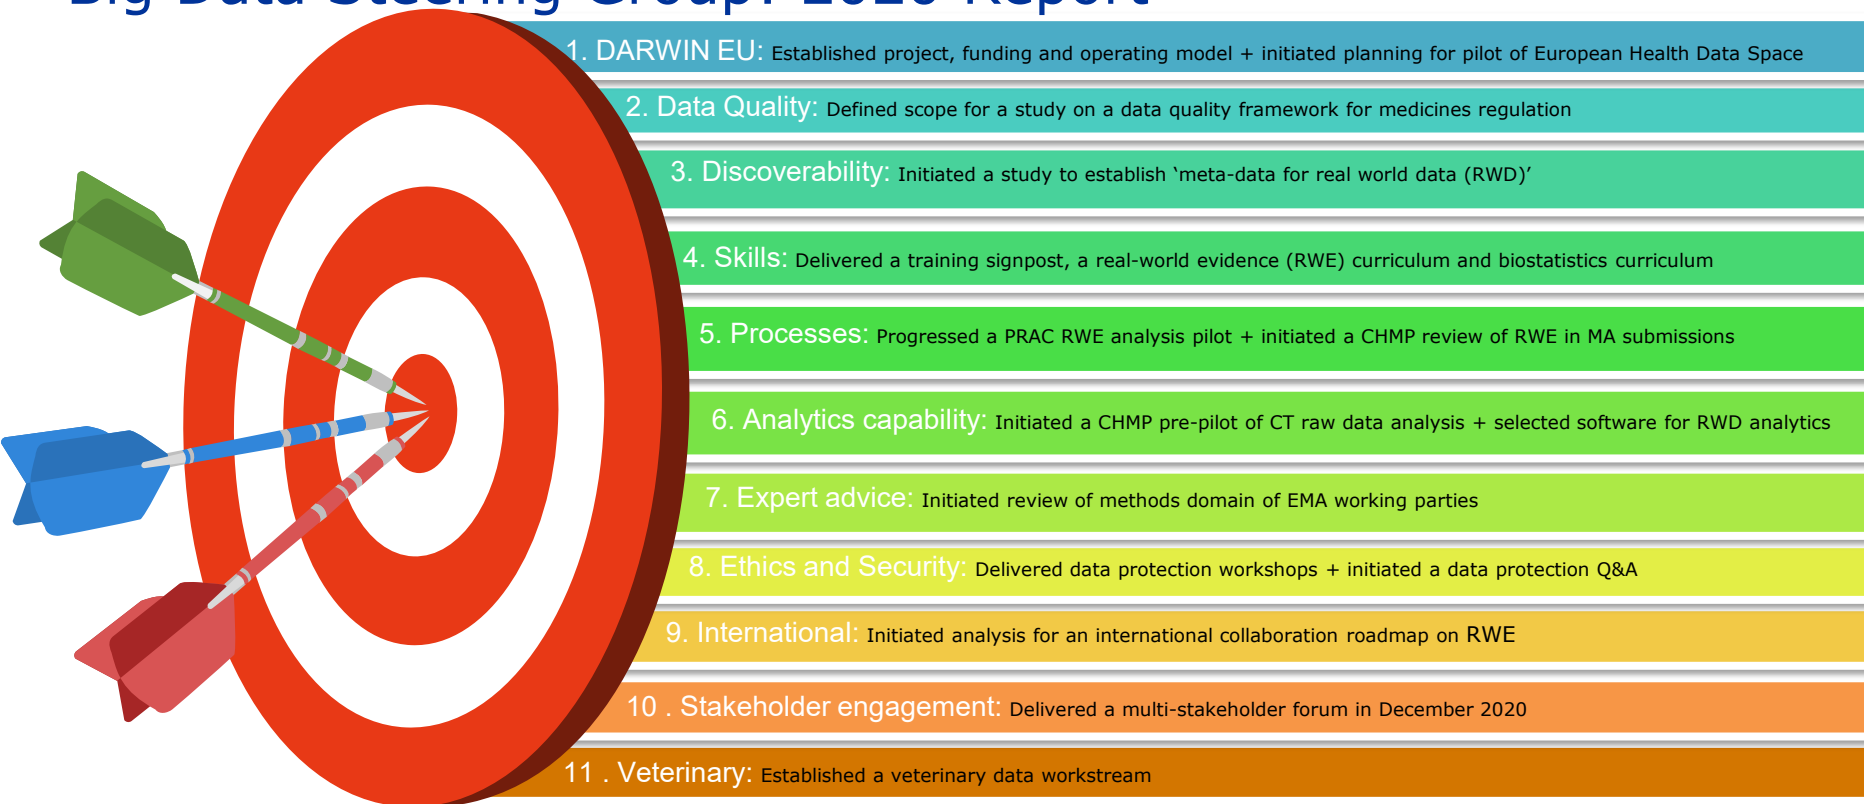 Big Data Steering Group: 2020 Report
1. DARWIN EU: Established project, funding and operating model + initiated planning for pilot of European Health Data Space
2. Data Quality: Defined scope for a study on a data quality framework for medicines regulation
3. Discoverability: Initiated a study to establish ‘meta-data for real world data (RWD)’
4. Skills: Delivered a training signpost, a real-world evidence (RWE) curriculum and biostatistics curriculum
5. Processes: Progressed a PRAC RWE analysis pilot + initiated a CHMP review of RWE in MA submissions
6. Analytics capability: Initiated a CHMP pre-pilot of CT raw data analysis + selected software for RWD analytics
7. Expert advice: Initiated review of methods domain of EMA working parties
8. Ethics and Security: Delivered data protection workshops + initiated a data protection Q&A
9. International: Initiated analysis for an international collaboration roadmap on RWE
10 . Stakeholder engagement: Delivered a multi-stakeholder forum in December 2020
11 . Veterinary: Established a veterinary data workstream